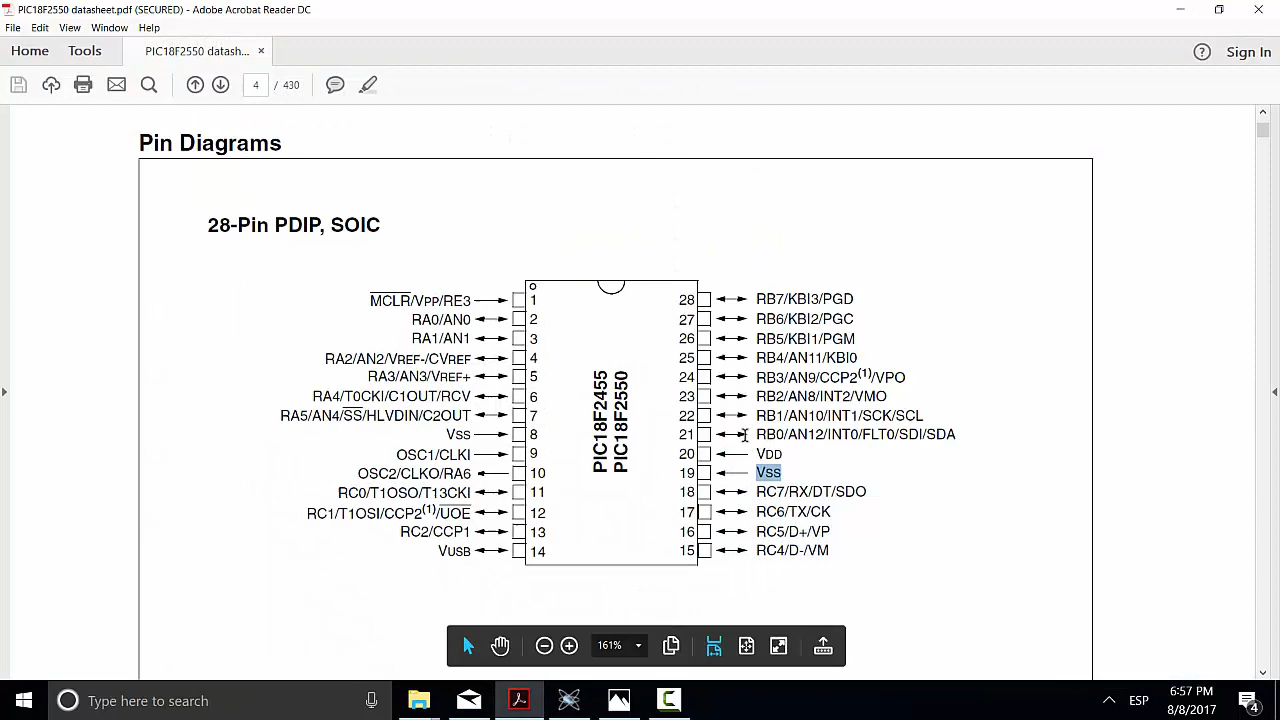 PIC18F2550 datasheet.pdf (SECURED) - Adobe Acrobat Reader DC
File Edit View Window Help
Home Tools PIC18F2550 datash... × ? Sign In
4 / 430
Pin Diagrams
28-Pin PDIP, SOIC
MCLR/VPP/RE3 1 28 RB7/KBI3/PGD
RA0/AN0 2 27 RB6/KBI2/PGC
RA1/AN1 3 26 RB5/KBI1/PGM
RA2/AN2/VREF-/CVREF 4 25 RB4/AN11/KBI0
RA3/AN3/VREF+ 5 24 RB3/AN9/CCP2(1)/VPO
RA4/T0CKI/C1OUT/RCV 6 23 RB2/AN8/INT2/VMO
RA5/AN4/SS/HLVDIN/C2OUT 7 22 RB1/AN10/INT1/SCK/SCL
VSS 8 21 RB0/AN12/INT0/FLT0/SDI/SDA
OSC1/CLKI 9 20 VDD
OSC2/CLKO/RA6 10 19 VSS
RC0/T1OSO/T13CKI 11 18 RC7/RX/DT/SDO
RC1/T1OSI/CCP2(1)/UOE 12 17 RC6/TX/CK
RC2/CCP1 13 16 RC5/D+/VP
VUSB 14 15 RC4/D-/VM
PIC18F2455
PIC18F2550
161%
Type here to search
ESP
6:57 PM
8/8/2017
4